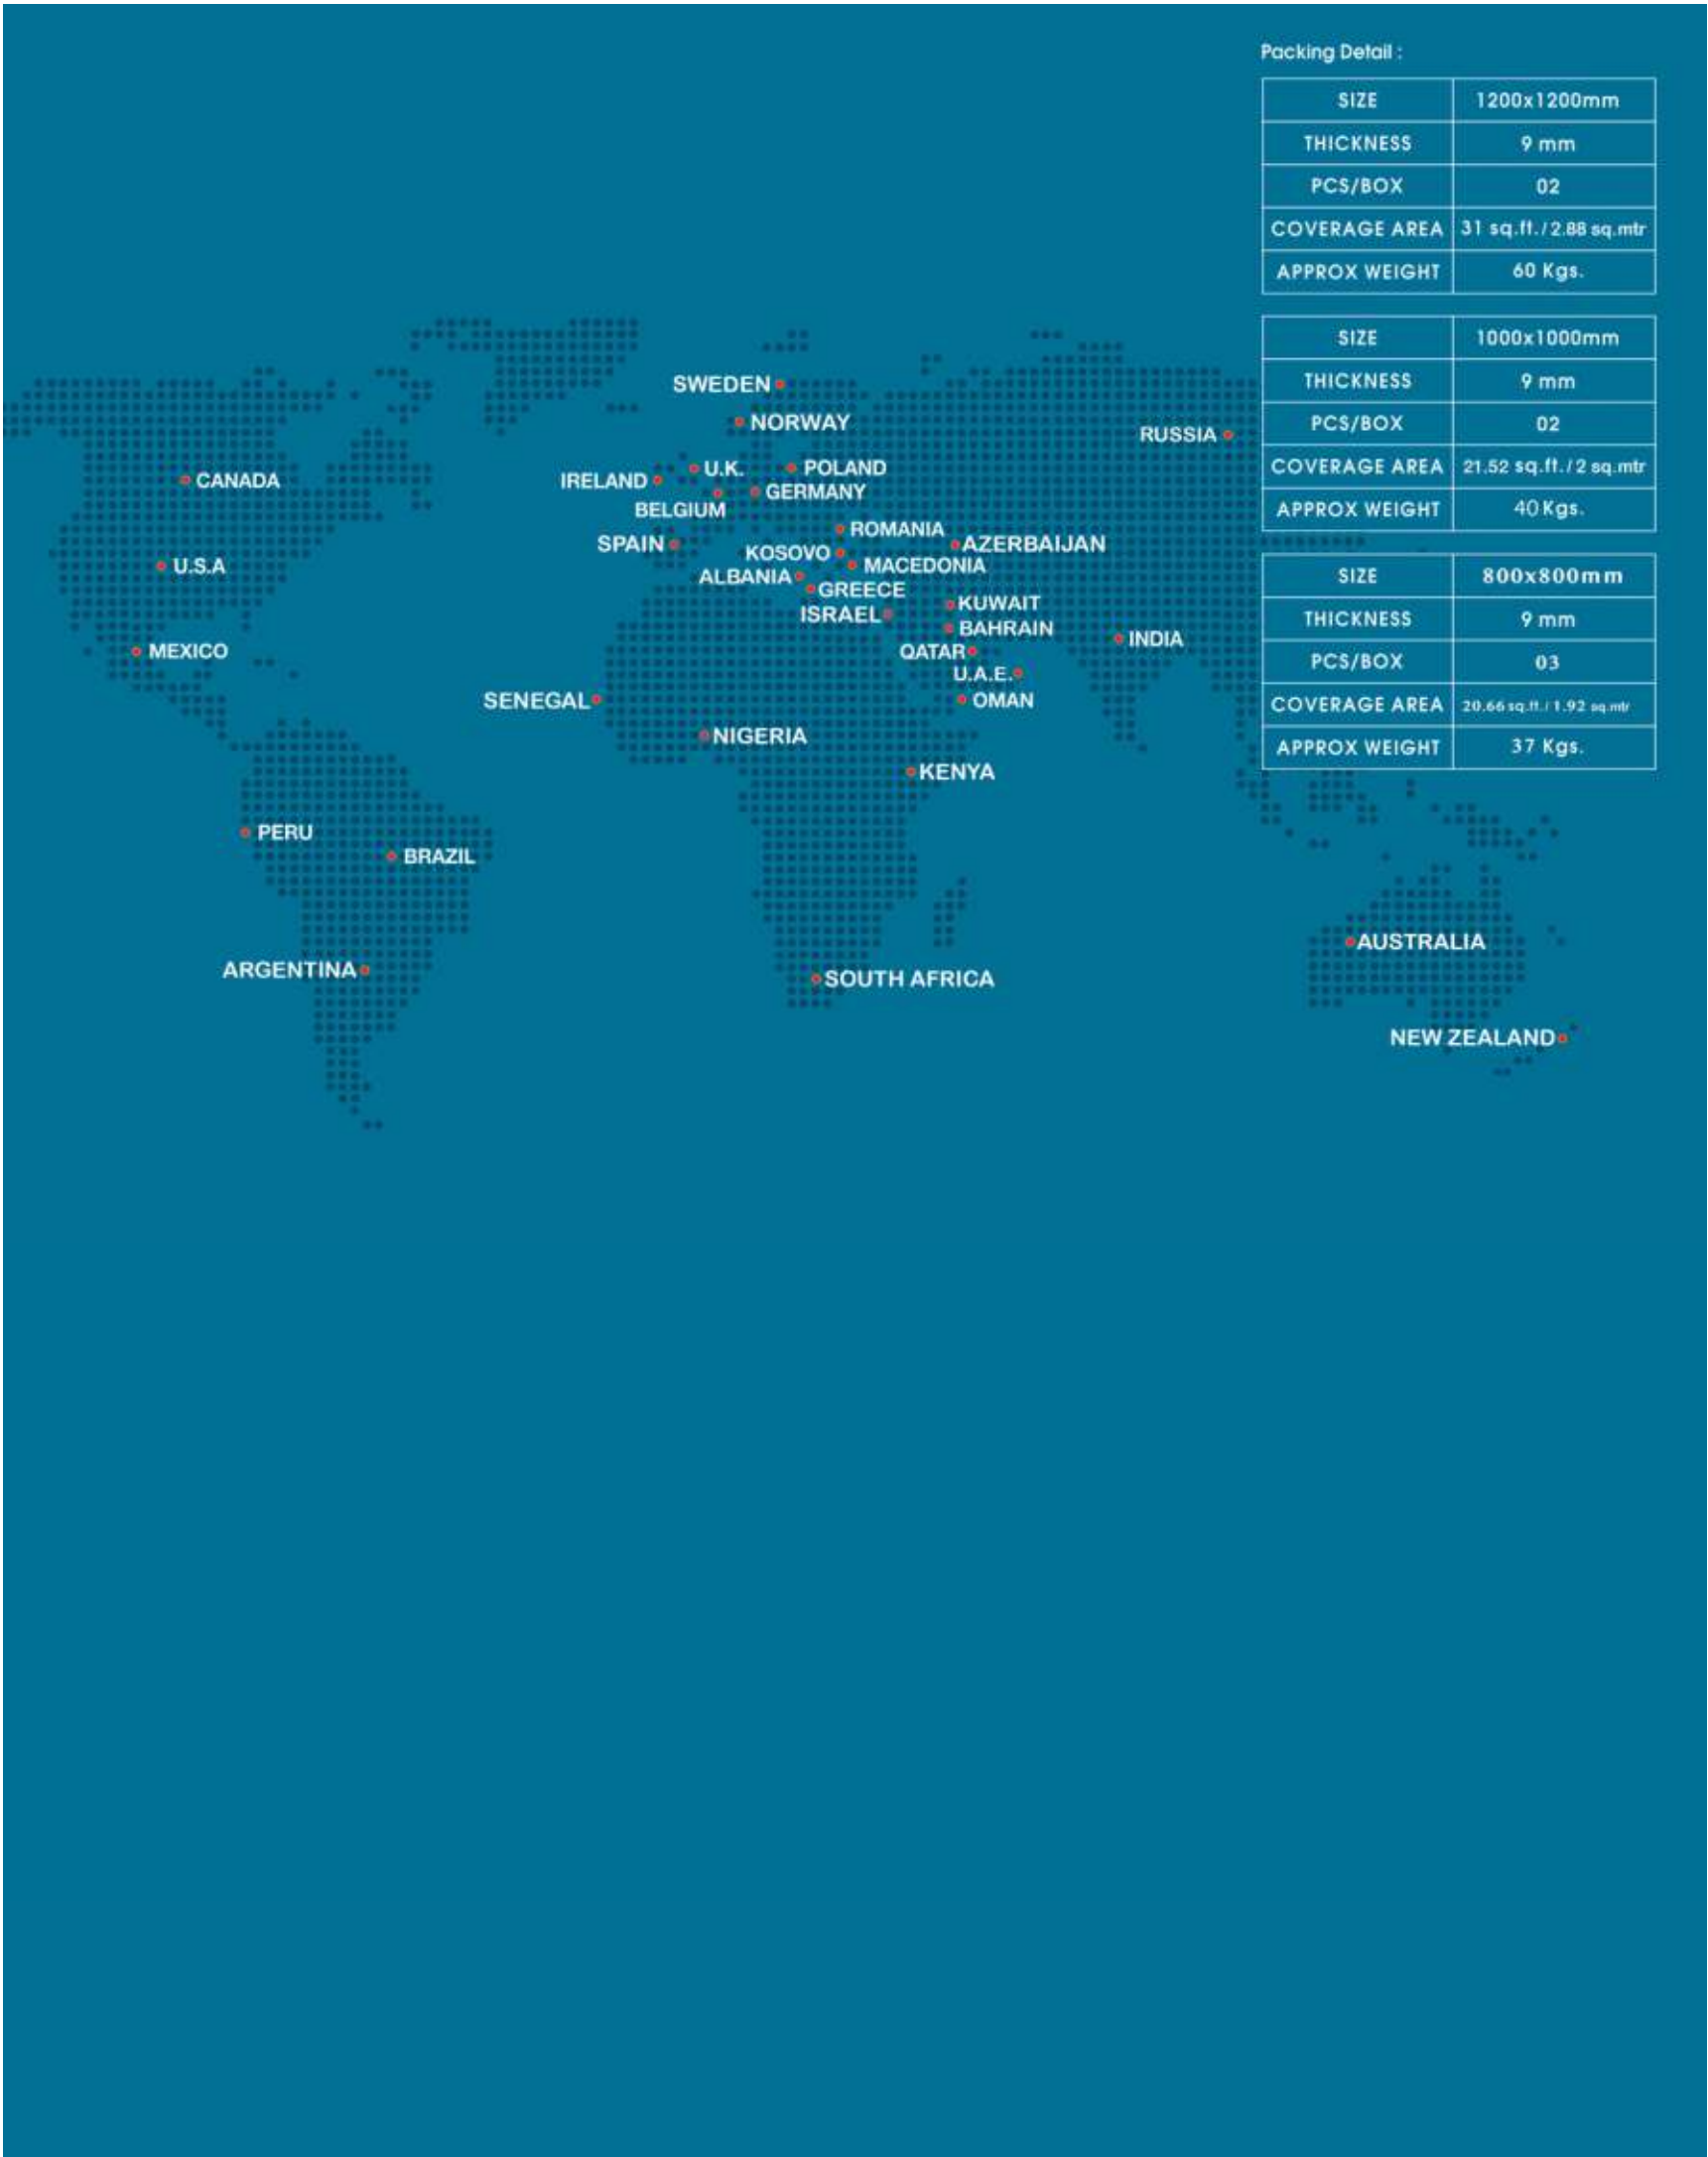 Packing Detail :
SIZE 1200x1200mm
THICKNESS 9 mm
PCS/BOX 02
COVERAGE AREA 31 sq.ft./2.88 sq.mtr
APPROX WEIGHT 60 Kgs.
SIZE 1000x1000mm
THICKNESS 9 mm
PCS/BOX 02
COVERAGE AREA 21.52 sq.ft./2 sq.mtr
APPROX WEIGHT 40 Kgs.
SIZE 800x800mm
THICKNESS 9 mm
PCS/BOX 03
COVERAGE AREA 20.66 sq.ft./1.92 sq.mtr
APPROX WEIGHT 37 Kgs.
SWEDEN
NORWAY
RUSSIA
U.K.
POLAND
CANADA
IRELAND
GERMANY
BELGIUM
ROMANIA
SPAIN
AZERBAIJAN
KOSOVO
U.S.A
MACEDONIA
ALBANIA
GREECE
KUWAIT
ISRAEL
BAHRAIN
INDIA
MEXICO
QATAR
U.A.E.
SENEGAL
OMAN
NIGERIA
KENYA
PERU
BRAZIL
AUSTRALIA
ARGENTINA
SOUTH AFRICA
NEW ZEALAND